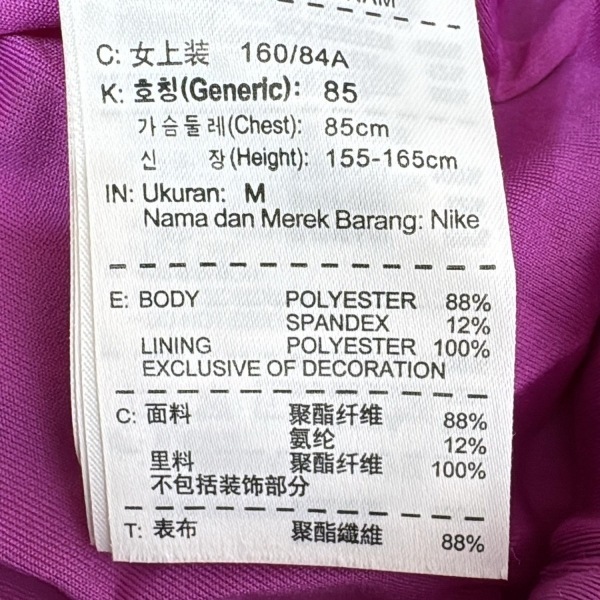 C: 女上装 160/84A
K: 호칭(Generic): 85
가슴둘레(Chest): 85cm
신 장(Height): 155-165cm
IN: Ukuran: M
Nama dan Merek Barang: Nike
E: BODY POLYESTER 88%
SPANDEX 12%
LINING POLYESTER 100%
EXCLUSIVE OF DECORATION
C: 面料 聚酯纤维 88%
氨纶 12%
里料 聚酯纤维 100%
不包括装饰部分
T: 表布 聚酯纖維 88%